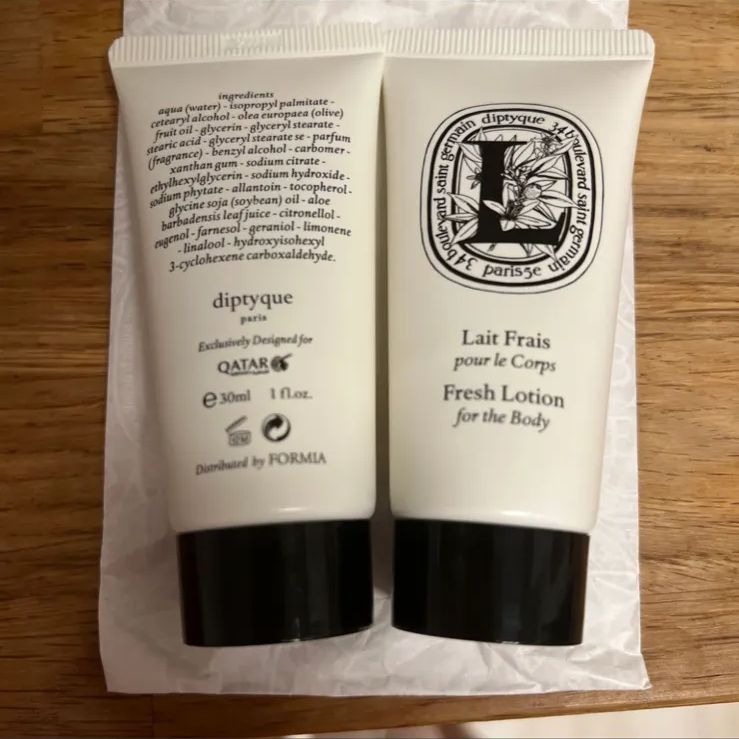 ingredients
aqua (water) - isopropyl palmitate -
cetearyl alcohol - olea europaea (olive)
fruit oil - glycerin - glyceryl stearate -
stearic acid - glyceryl stearate se - parfum
(fragrance) - benzyl alcohol - carbomer -
xanthan gum - sodium citrate -
ethylhexylglycerin - sodium hydroxide -
sodium phytate - allantoin - tocopherol -
glycine soja (soybean) oil - aloe
barbadensis leaf juice - citronellol -
eugenol - farnesol - geraniol - limonene
- linalool - hydroxyisohexyl
3-cyclohexene carboxaldehyde.
diptyque
paris
Exclusively Designed for
QATAR
e 30ml 1 fl.oz.
Distributed by FORMIA
diptyque 34 boulevard saint germain paris 5e 34 boulevard saint germain
L
Lait Frais
pour le Corps
Fresh Lotion
for the Body